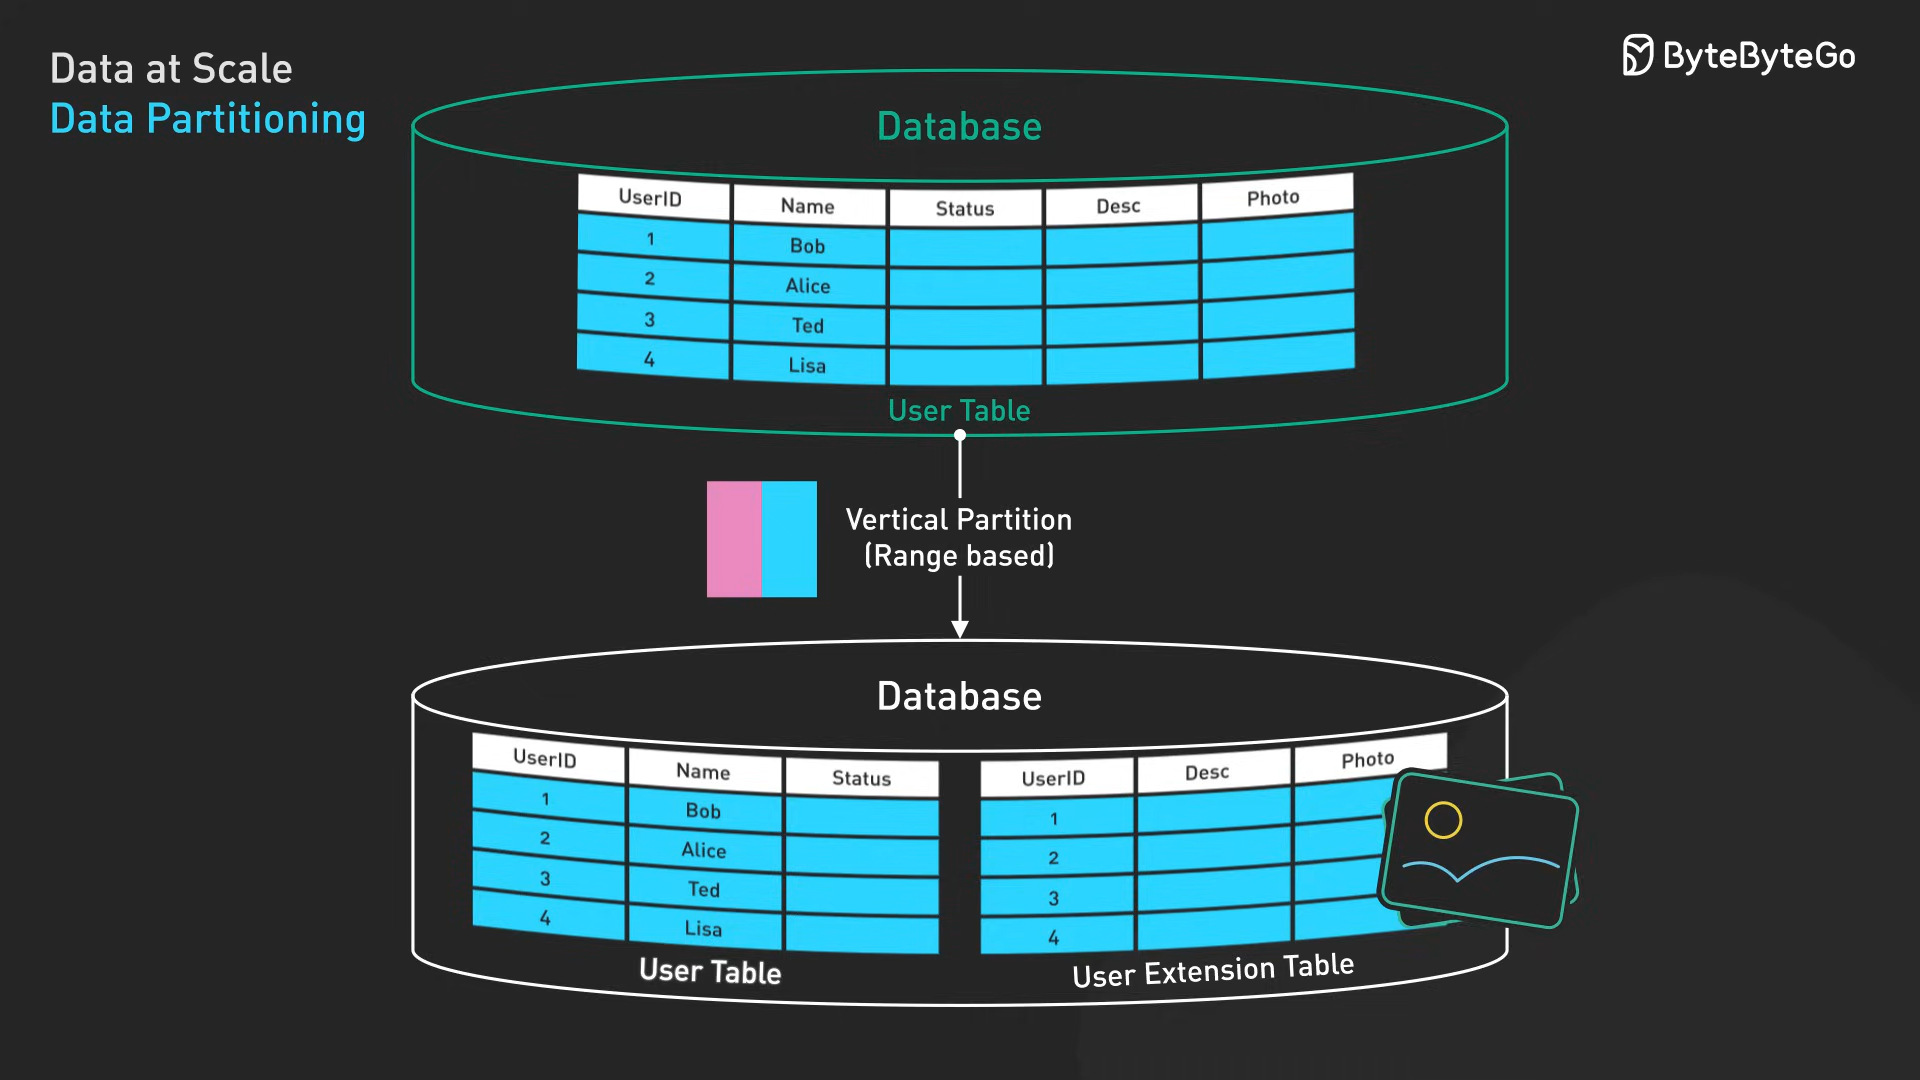 Data at Scale
Data Partitioning
ByteByteGo
Database
UserID Name Status Desc Photo
1 Bob
2 Alice
3 Ted
4 Lisa
User Table
Vertical Partition
(Range based)
Database
UserID Name Status
1 Bob
2 Alice
3 Ted
4 Lisa
User Table
UserID Desc Photo
1
2
3
4
User Extension Table